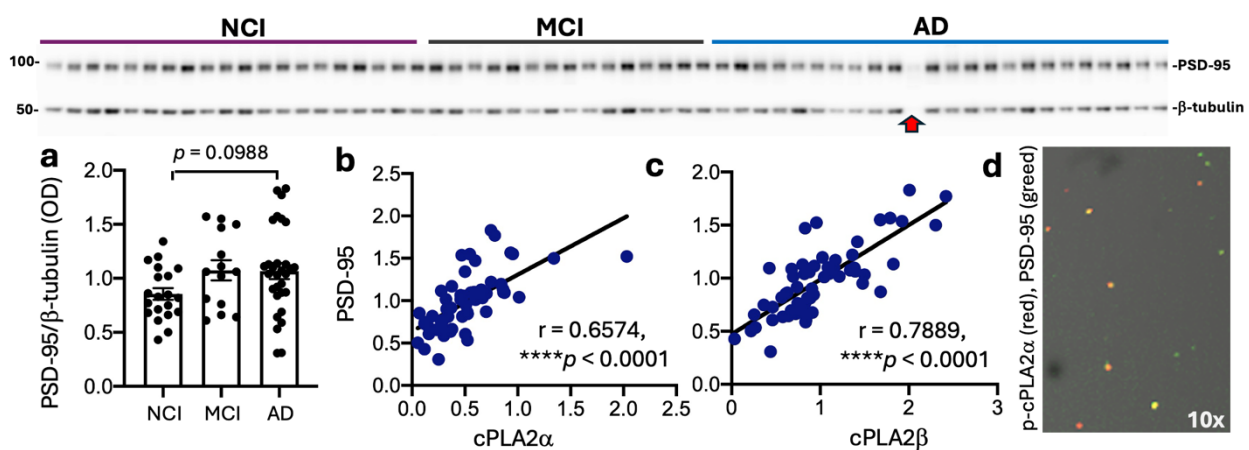 NCI MCI AD
100- -PSD-95
50- -β-tubulin
a
p = 0.0988
PSD-95/β-tubulin (OD)
2.0
1.5
1.0
0.5
0.0
NCI MCI AD
b
PSD-95
2.5
2.0
1.5
1.0
0.5
0.0
r = 0.6574,
****p < 0.0001
0.0 0.5 1.0 1.5 2.0 2.5
cPLA2α
c
2.0
1.5
1.0
0.5
0.0
r = 0.7889,
****p < 0.0001
0 1 2 3
cPLA2β
d
p-cPLA2α (red), PSD-95 (greed)
10x